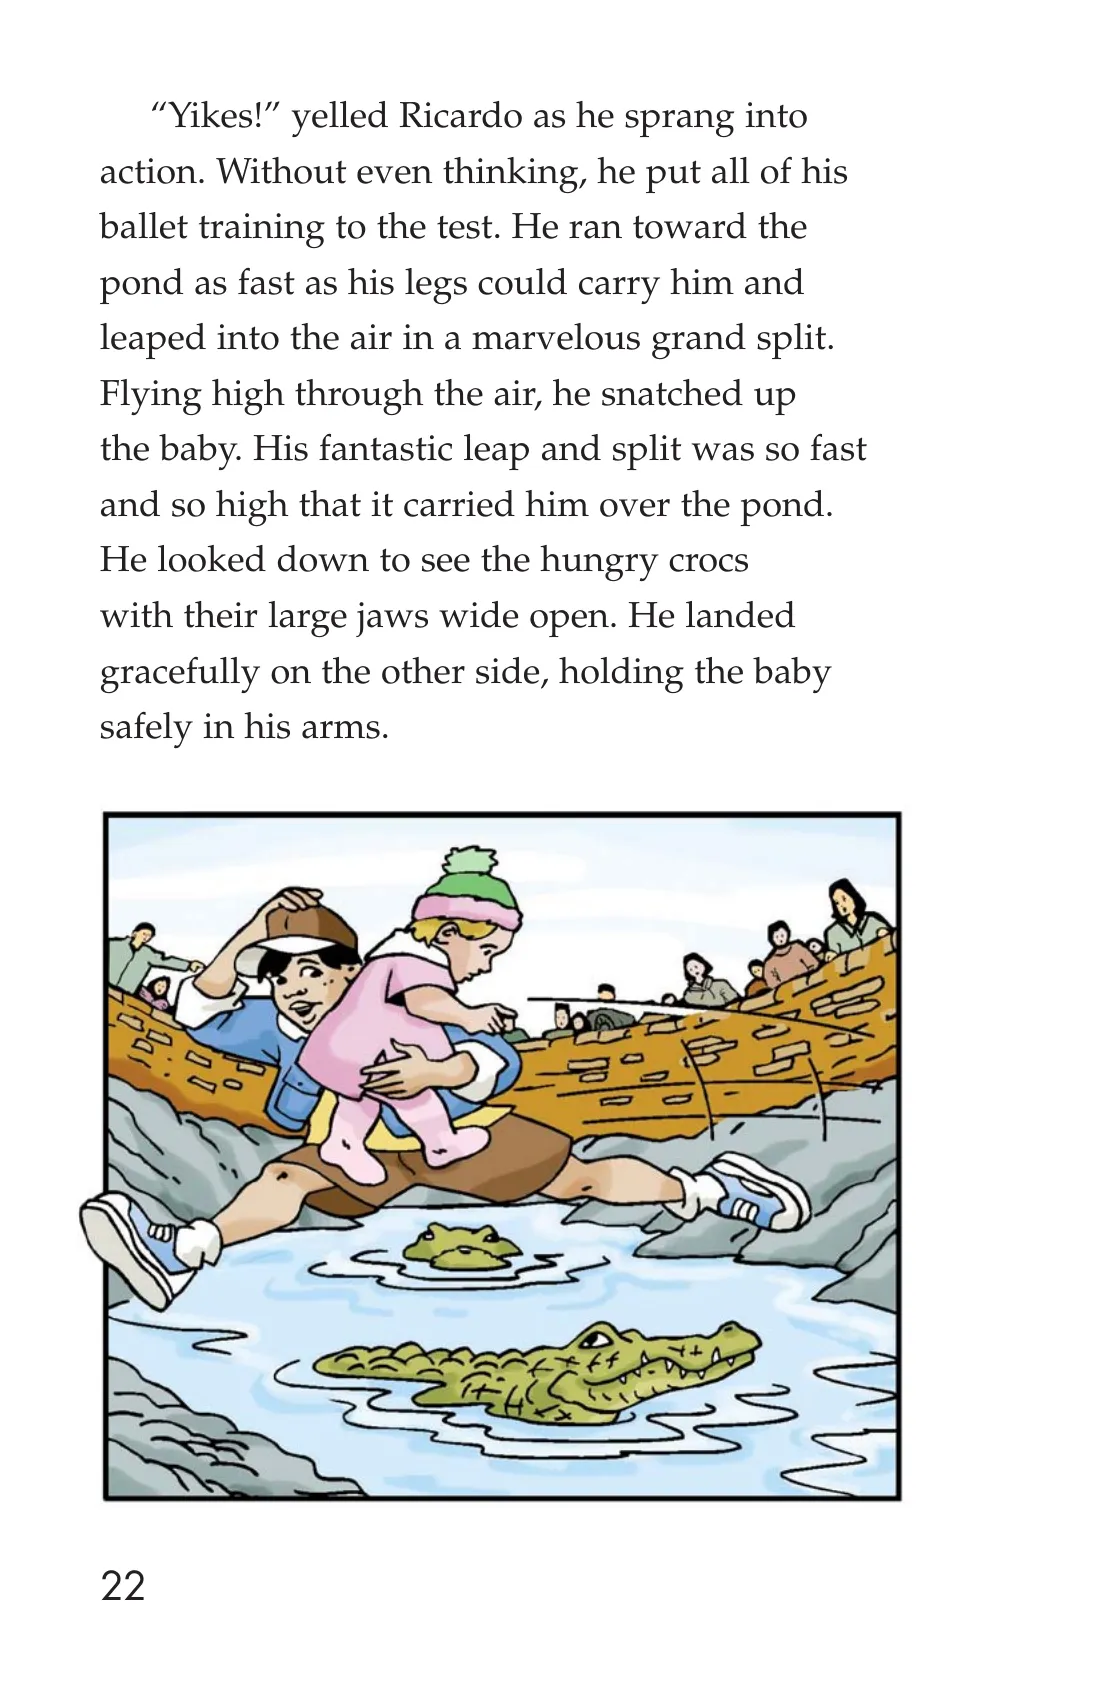 “Yikes!” yelled Ricardo as he sprang into
action. Without even thinking, he put all of his
ballet training to the test. He ran toward the
pond as fast as his legs could carry him and
leaped into the air in a marvelous grand split.
Flying high through the air, he snatched up
the baby. His fantastic leap and split was so fast
and so high that it carried him over the pond.
He looked down to see the hungry crocs
with their large jaws wide open. He landed
gracefully on the other side, holding the baby
safely in his arms.
22